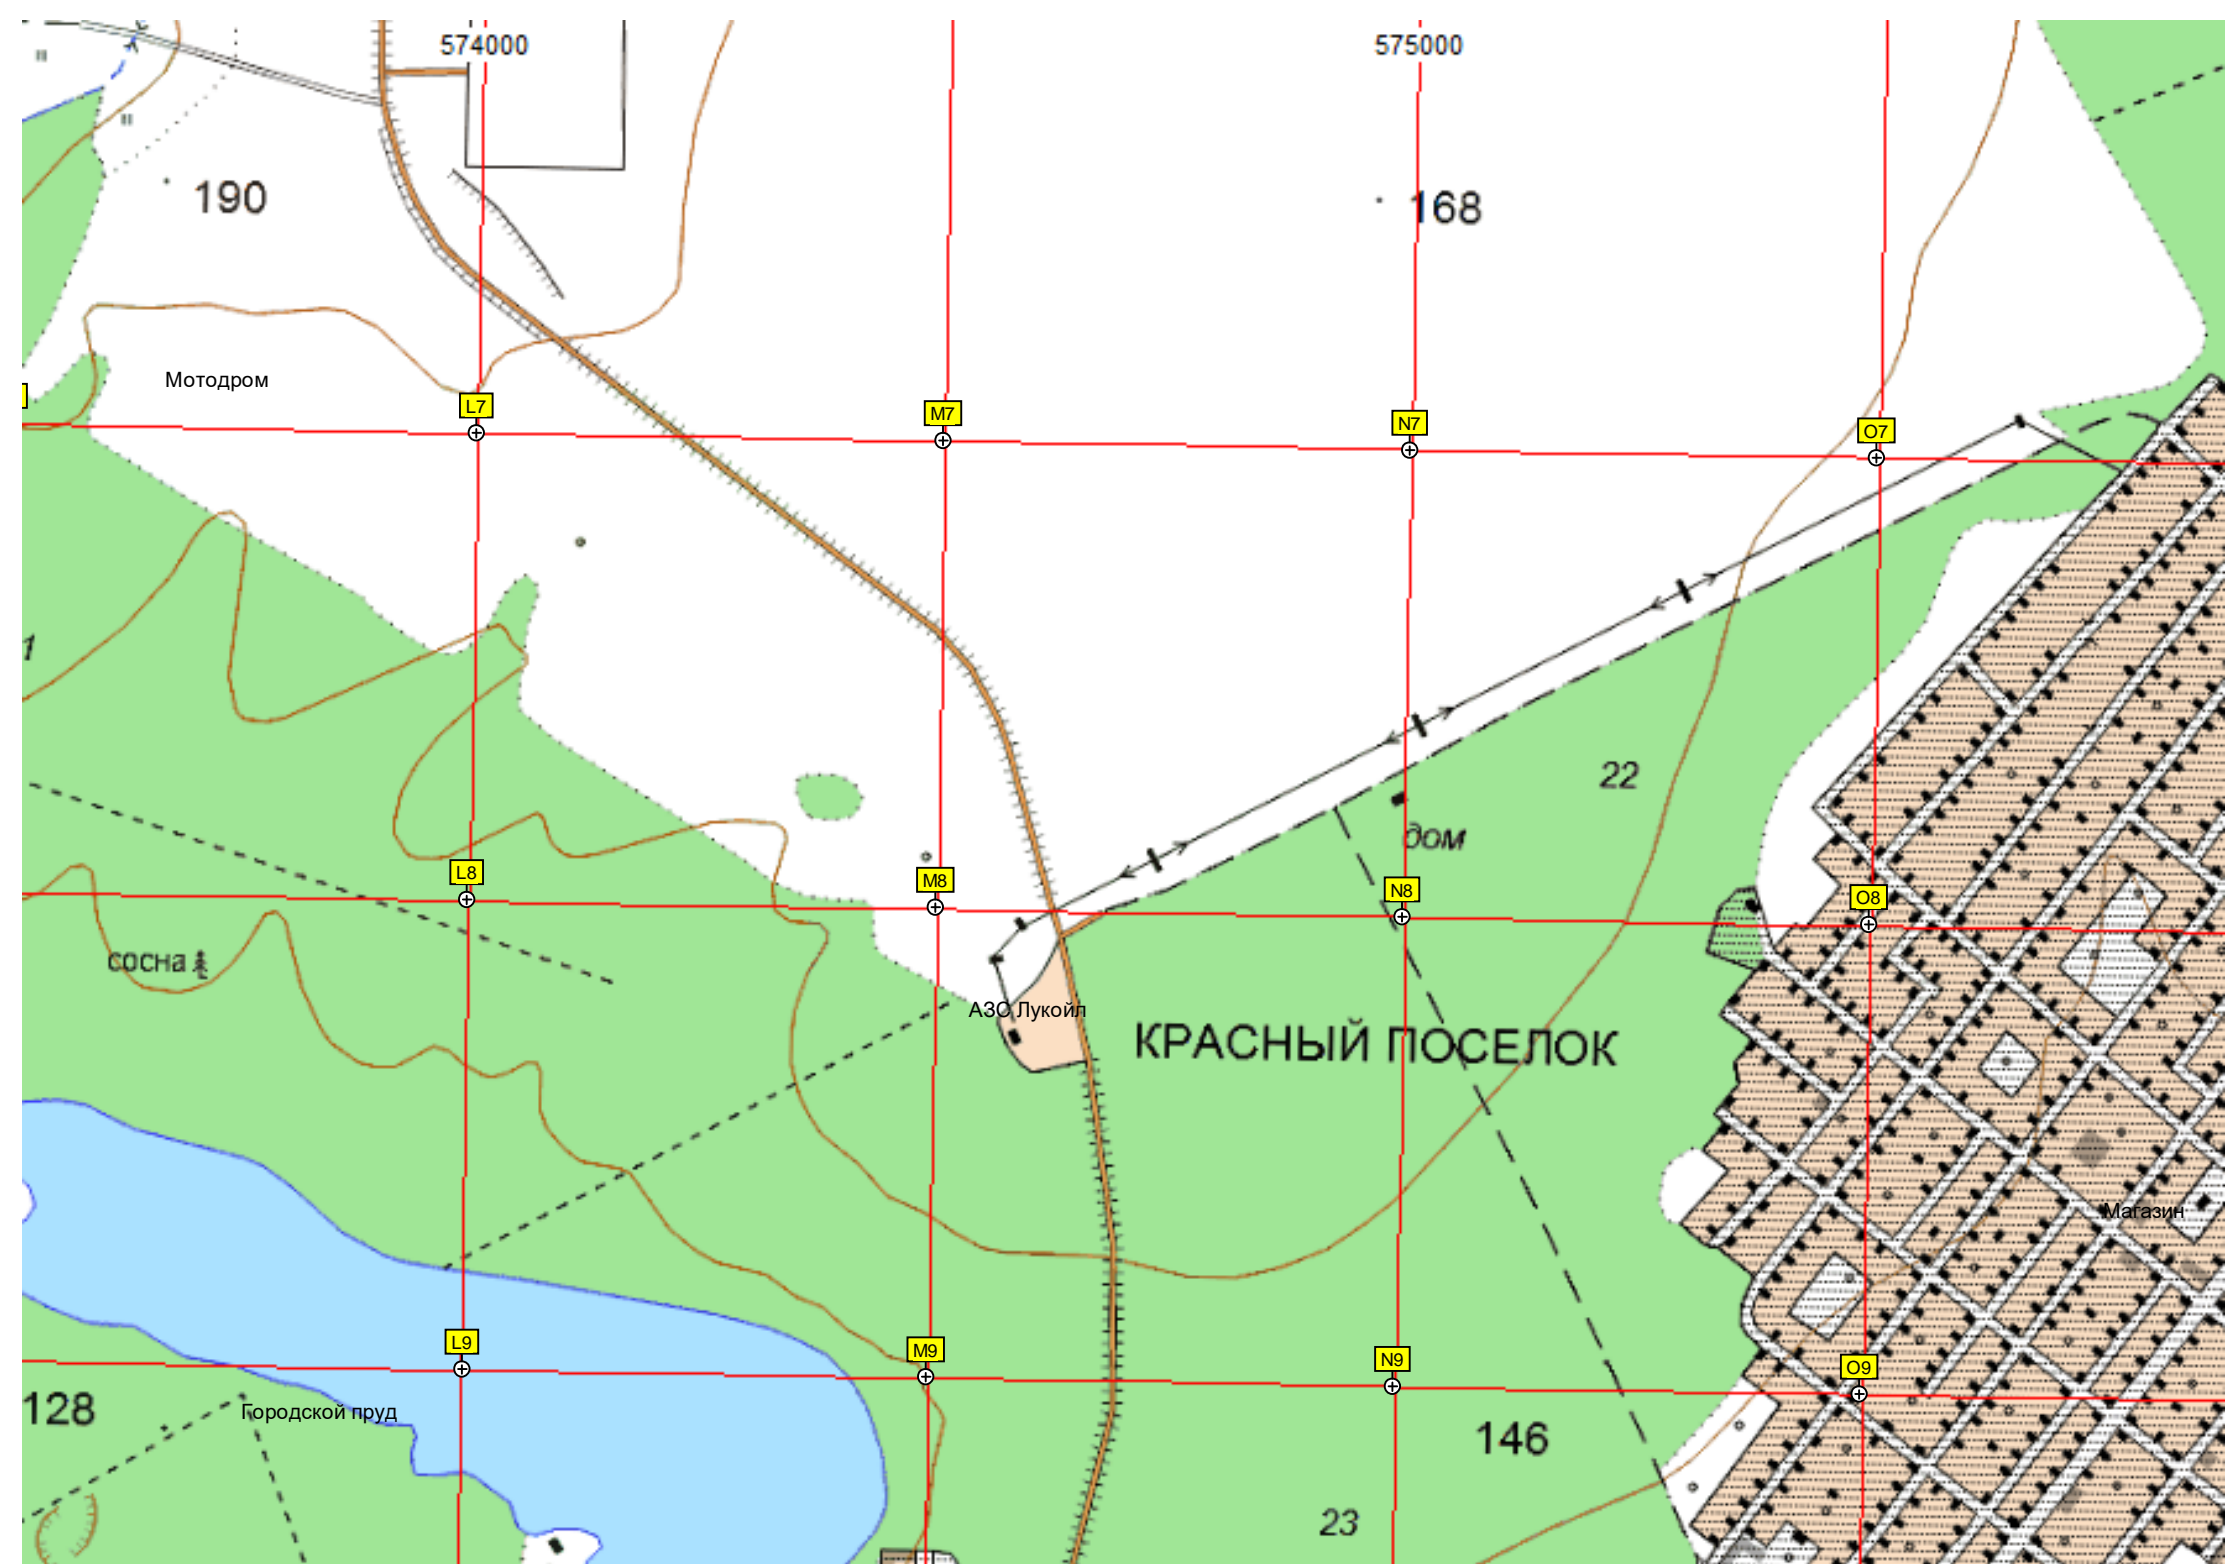 574000
575000
190
168
Мотодром
L7
M7
N7
O7
1
22
дом
L8
M8
N8
O8
сосна
АЗС Лукойл
КРАСНЫЙ ПОСЕЛОК
Магазин
L9
M9
N9
O9
128
Городской пруд
146
23